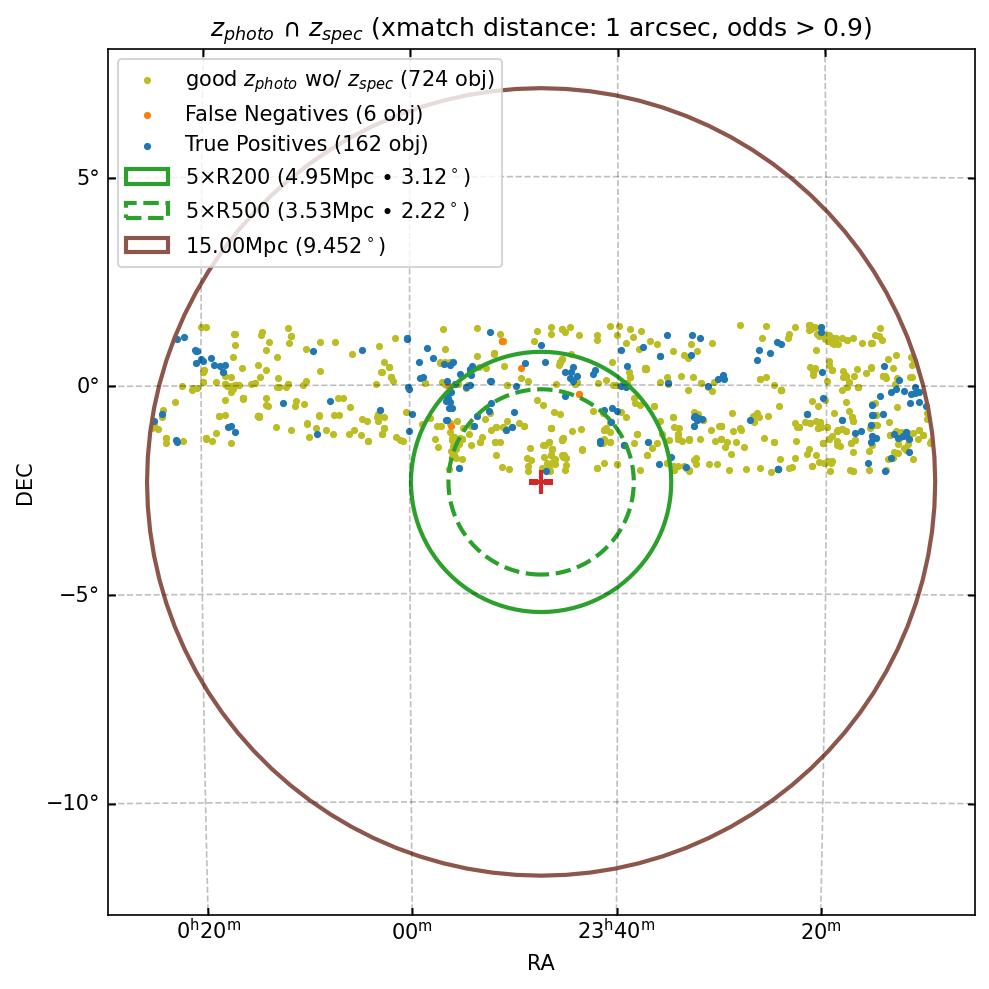 z_photo ∩ z_spec (xmatch distance: 1 arcsec, odds > 0.9)
good z_photo wo/ z_spec (724 obj)
False Negatives (6 obj)
True Positives (162 obj)
5×R200 (4.95Mpc • 3.12°)
5×R500 (3.53Mpc • 2.22°)
15.00Mpc (9.452°)
5°
0°
−5°
−10°
DEC
0ʰ20ᵐ 00ᵐ 23ʰ40ᵐ 20ᵐ
RA